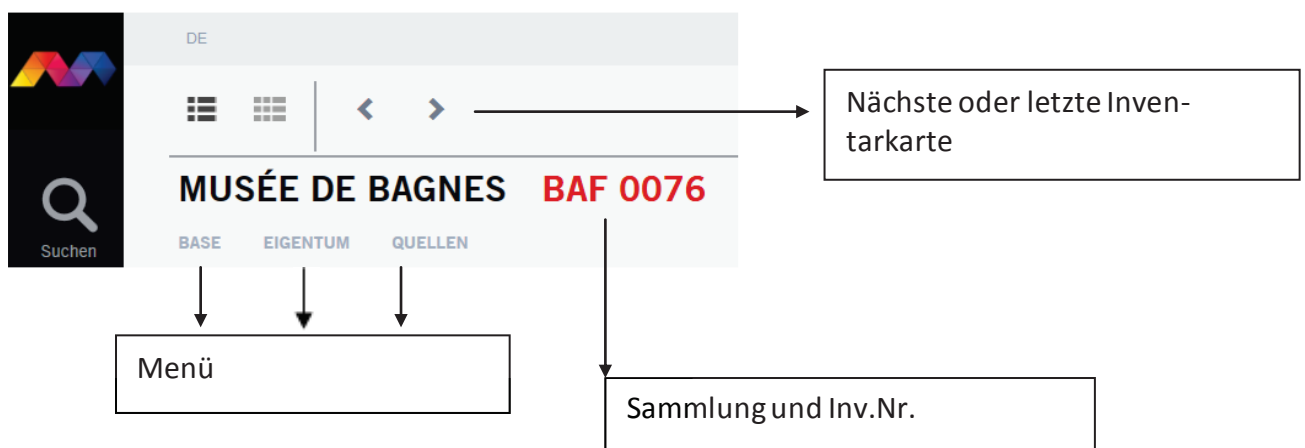 DE
Nächste oder letzte Inven-
tarkarte
MUSÉE DE BAGNES BAF 0076
Suchen
BASE EIGENTUM QUELLEN
Menü
Sammlung und Inv.Nr.